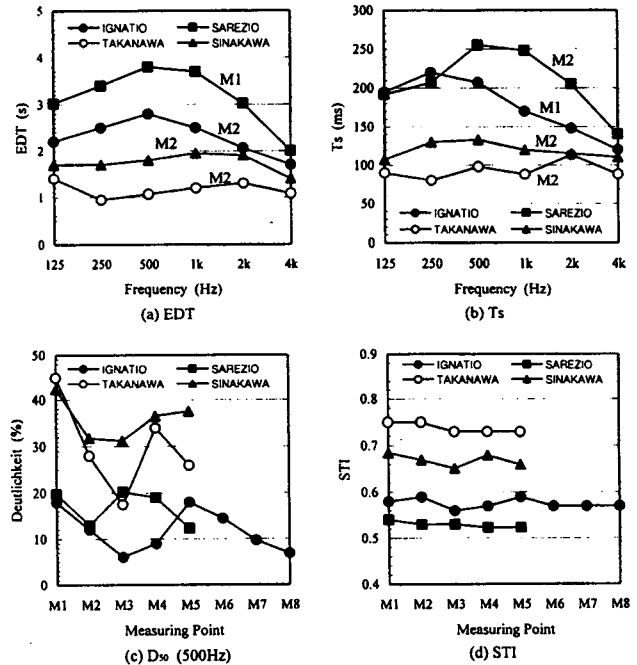 (a)
(b)
5
4
3
2
1
0
EDT (s)
IGNATIO
SAREZIO
TAKANAWA
SINAKAWA
M1
M2
M2
M2
125 250 500 1k 2k 4k
Frequency (Hz)
(a) EDT
300
250
200
150
100
50
0
Ts (ms)
M2
M1
M2
M2
IGNATIO
SAREZIO
TAKANAWA
SINAKAWA
125 250 500 1k 2k 4k
Frequency (Hz)
(b) Ts
50
40
30
20
10
0
Deutlichkeit (%)
IGNATIO
SAREZIO
TAKANAWA
SINAKAWA
M1 M2 M3 M4 M5 M6 M7 M8
Measuring Point
(c) D50 (500Hz)
0.9
0.8
0.7
0.6
0.5
0.4
STI
IGNATIO
SAREZIO
TAKANAWA
SINAKAWA
M1 M2 M3 M4 M5 M6 M7 M8
Measuring Point
(d) STI